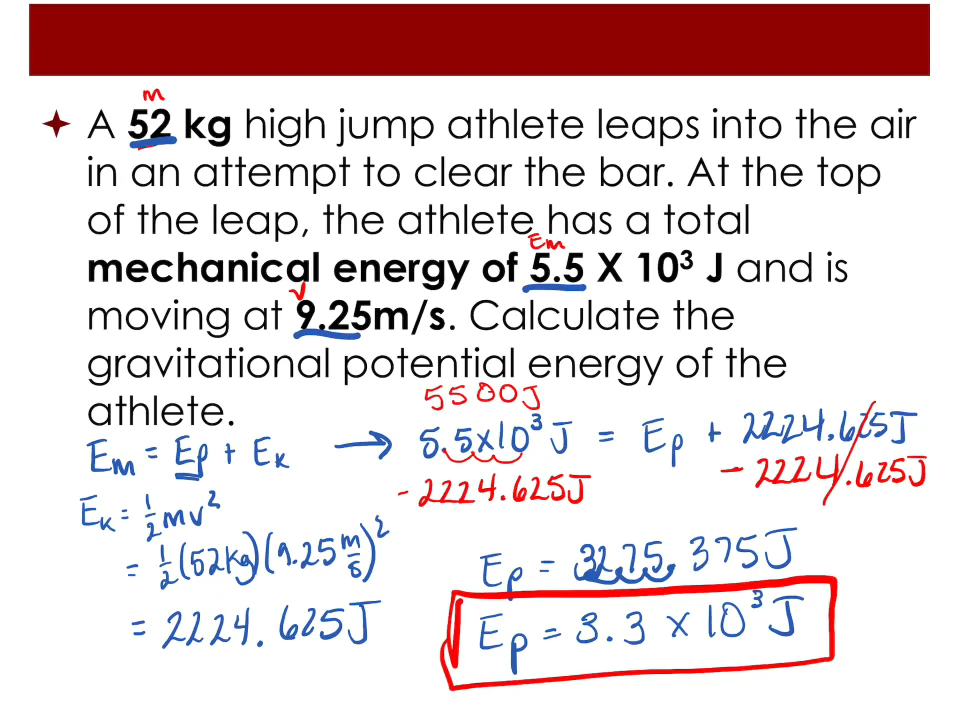 m
A 52 kg high jump athlete leaps into the air
in an attempt to clear the bar. At the top
of the leap, the athlete has a total
Em
mechanical energy of 5.5 X 10³ J and is
v
moving at 9.25m/s. Calculate the
gravitational potential energy of the
athlete.
5500J
Em = Ep + Ek → 5.5x10³ J = Ep + 2224.625J
- 2224.625J - 2224.625J
Ek = ½mv²
= ½(52kg)(9.25 m/s)²
= 2224.625J
Ep = 3275.375J
Ep = 3.3 x 10³ J